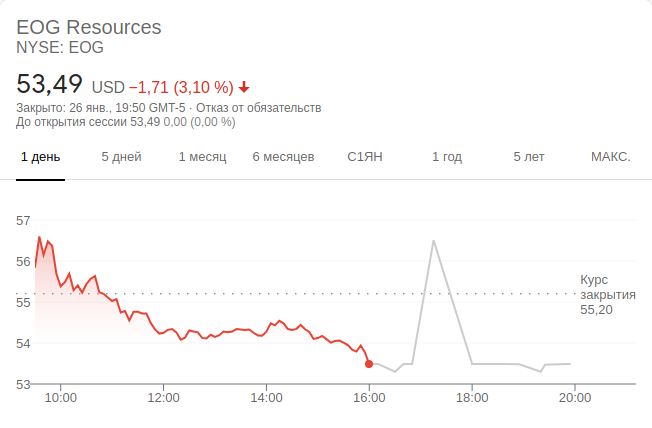 EOG Resources
NYSE: EOG
53,49 USD −1,71 (3,10 %)
Закрыто: 26 янв., 19:50 GMT-5 · Отказ от обязательств
До открытия сессии 53,49 0,00 (0,00 %)
1 день 5 дней 1 месяц 6 месяцев С1ЯН 1 год 5 лет МАКС.
57
56
Курс
закрытия
55,20
55
54
53
10:00 12:00 14:00 16:00 18:00 20:00